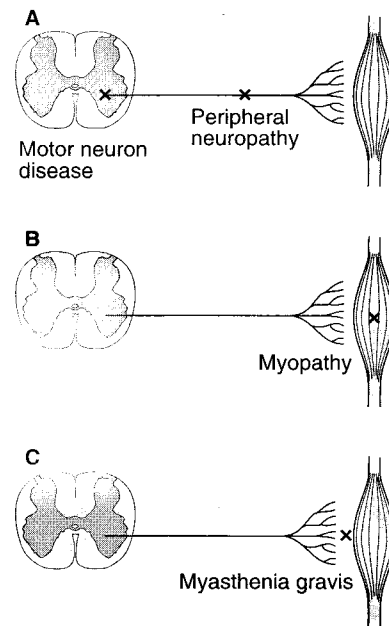 A
Motor neuron
disease
Peripheral
neuropathy
B
Myopathy
C
Myasthenia gravis